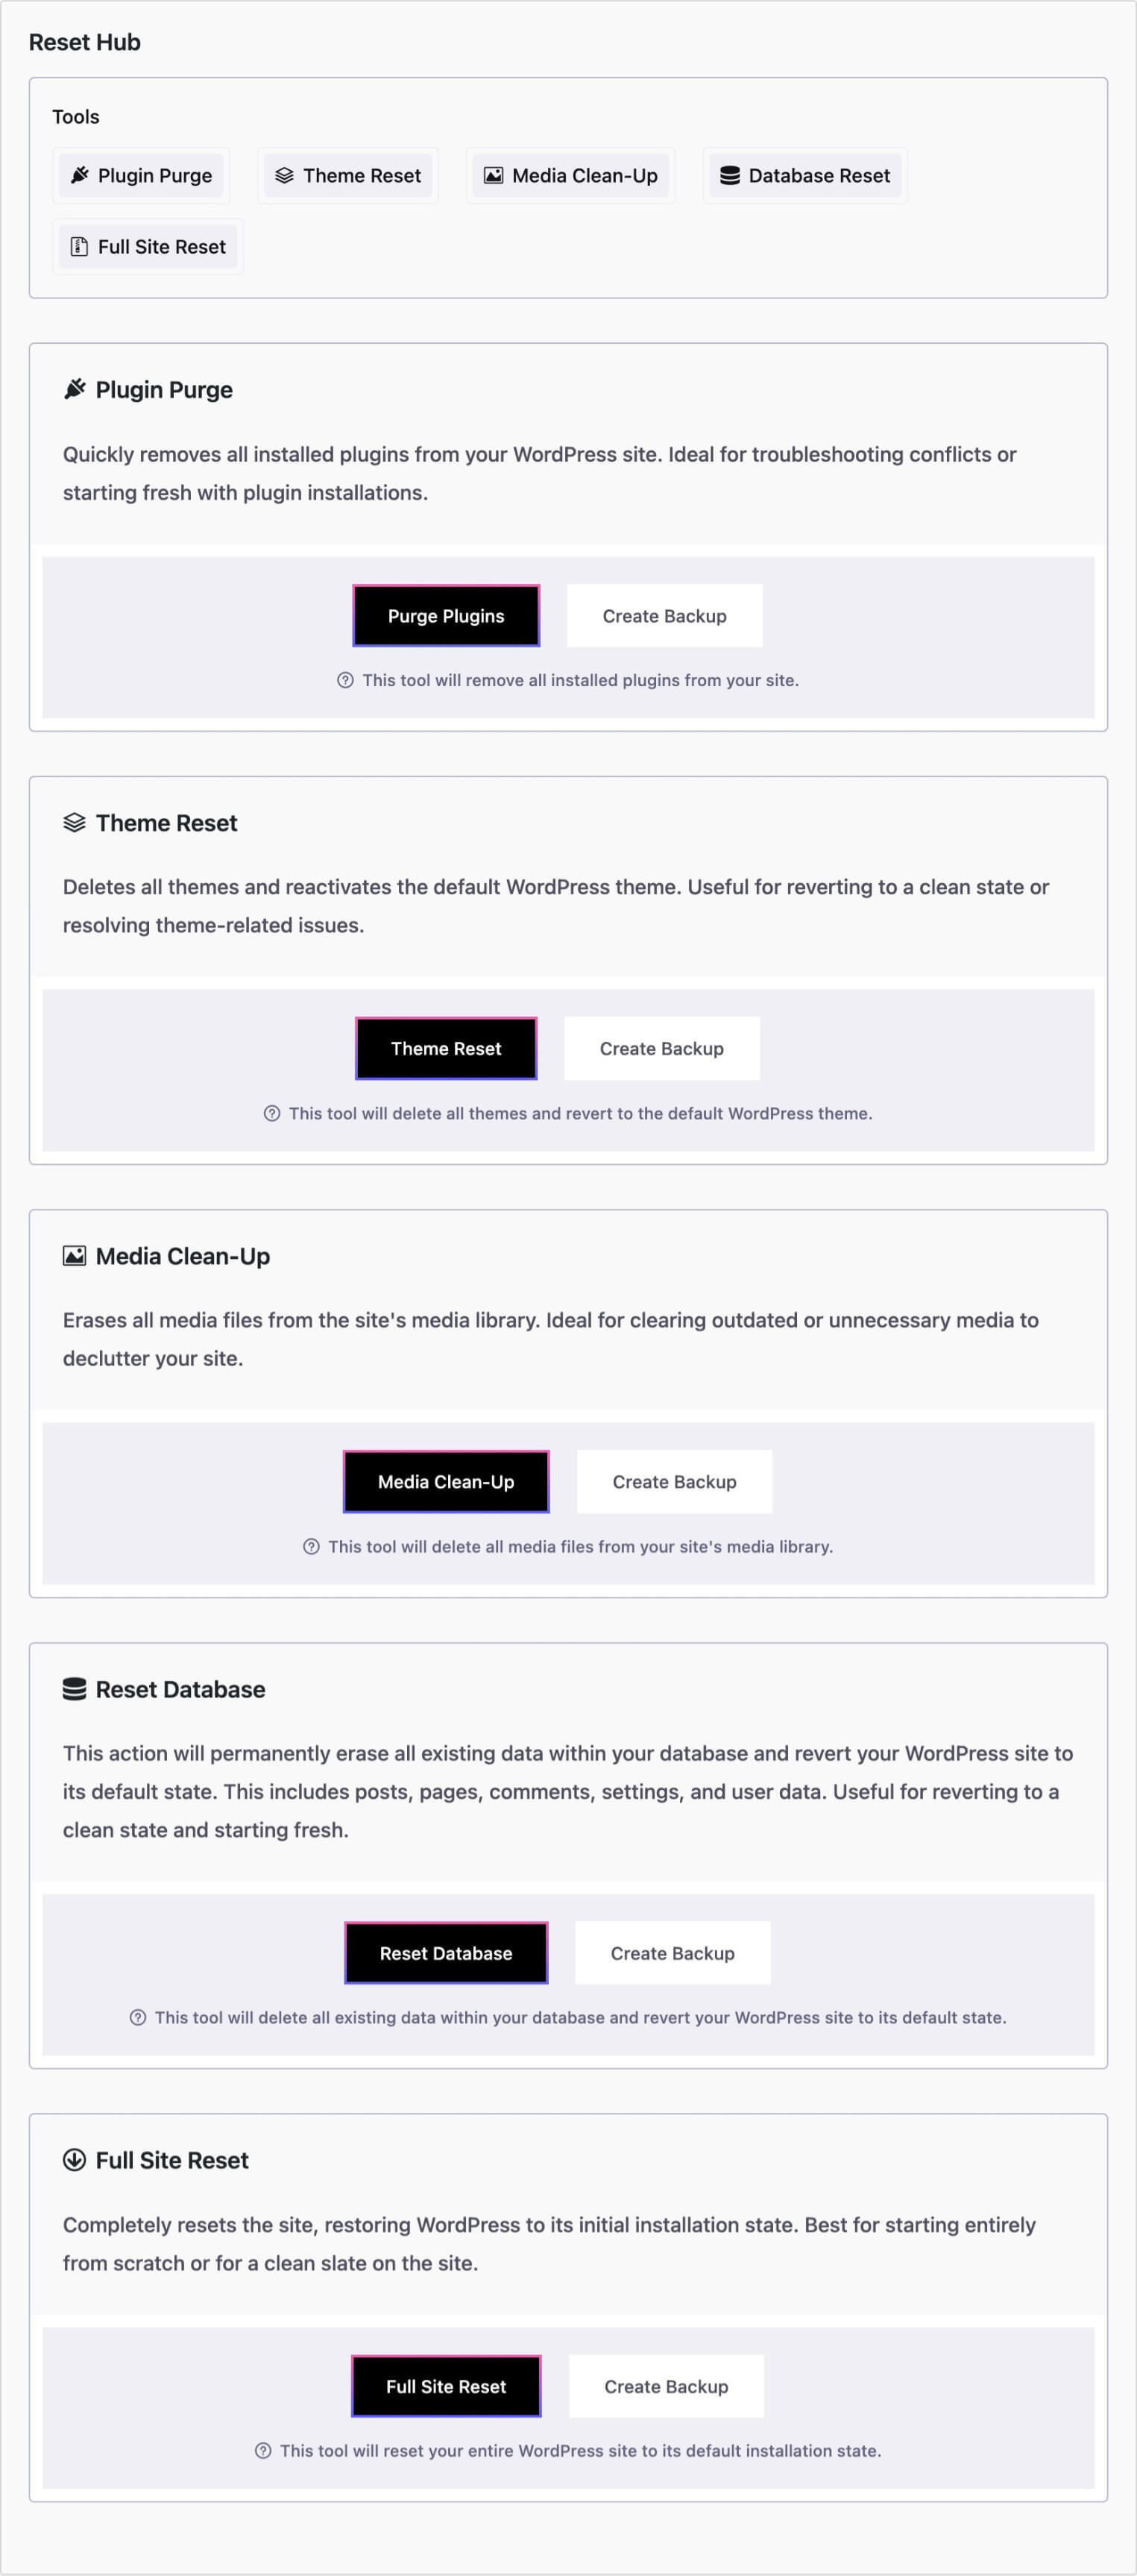 Reset Hub
Tools
Plugin Purge
Theme Reset
Media Clean-Up
Database Reset
Full Site Reset
Plugin Purge
Quickly removes all installed plugins from your WordPress site. Ideal for troubleshooting conflicts or
starting fresh with plugin installations.
Purge Plugins
Create Backup
This tool will remove all installed plugins from your site.
Theme Reset
Deletes all themes and reactivates the default WordPress theme. Useful for reverting to a clean state or
resolving theme-related issues.
Theme Reset
Create Backup
This tool will delete all themes and revert to the default WordPress theme.
Media Clean-Up
Erases all media files from the site's media library. Ideal for clearing outdated or unnecessary media to
declutter your site.
Media Clean-Up
Create Backup
This tool will delete all media files from your site's media library.
Reset Database
This action will permanently erase all existing data within your database and revert your WordPress site to
its default state. This includes posts, pages, comments, settings, and user data. Useful for reverting to a
clean state and starting fresh.
Reset Database
Create Backup
This tool will delete all existing data within your database and revert your WordPress site to its default state.
Full Site Reset
Completely resets the site, restoring WordPress to its initial installation state. Best for starting entirely
from scratch or for a clean slate on the site.
Full Site Reset
Create Backup
This tool will reset your entire WordPress site to its default installation state.